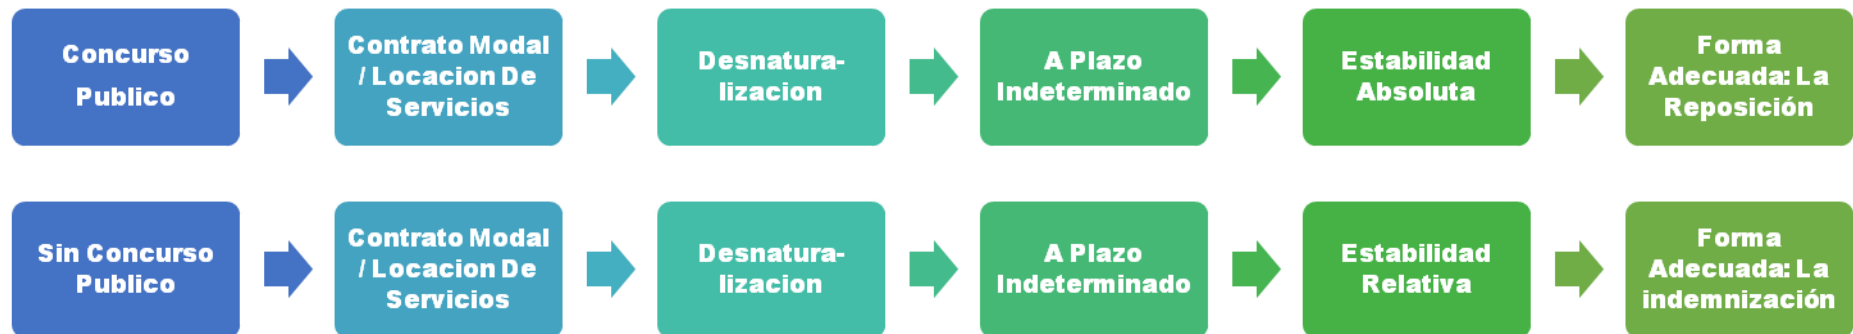 Concurso
Publico
Contrato Modal
/ Locacion De
Servicios
Desnatura-
lizacion
A Plazo
Indeterminado
Estabilidad
Absoluta
Forma
Adecuada: La
Reposición
Sin Concurso
Publico
Contrato Modal
/ Locacion De
Servicios
Desnatura-
lizacion
A Plazo
Indeterminado
Estabilidad
Relativa
Forma
Adecuada: La
indemnización